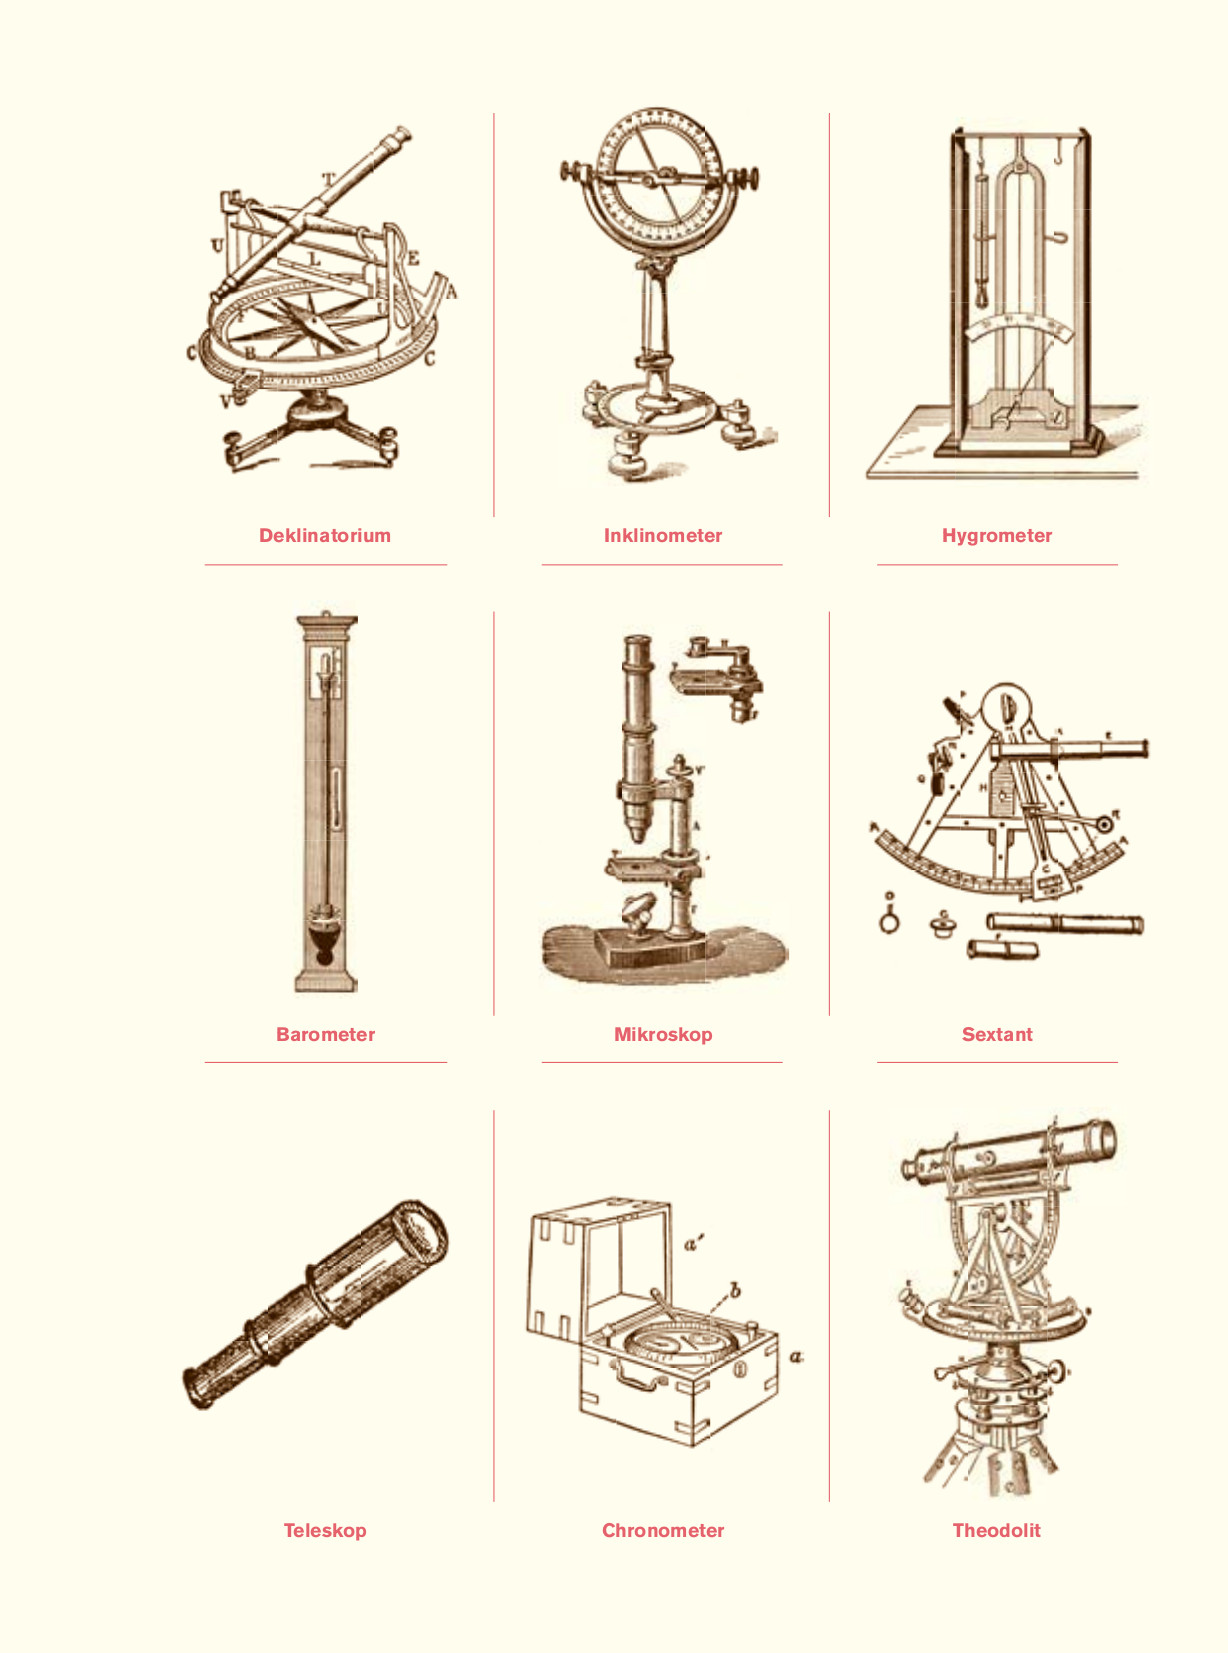 T
U
L
E
A
C
B
C
V
Deklinatorium
Inklinometer
Hygrometer
Barometer
Mikroskop
Sextant
a′
b
a.
Teleskop
Chronometer
Theodolit